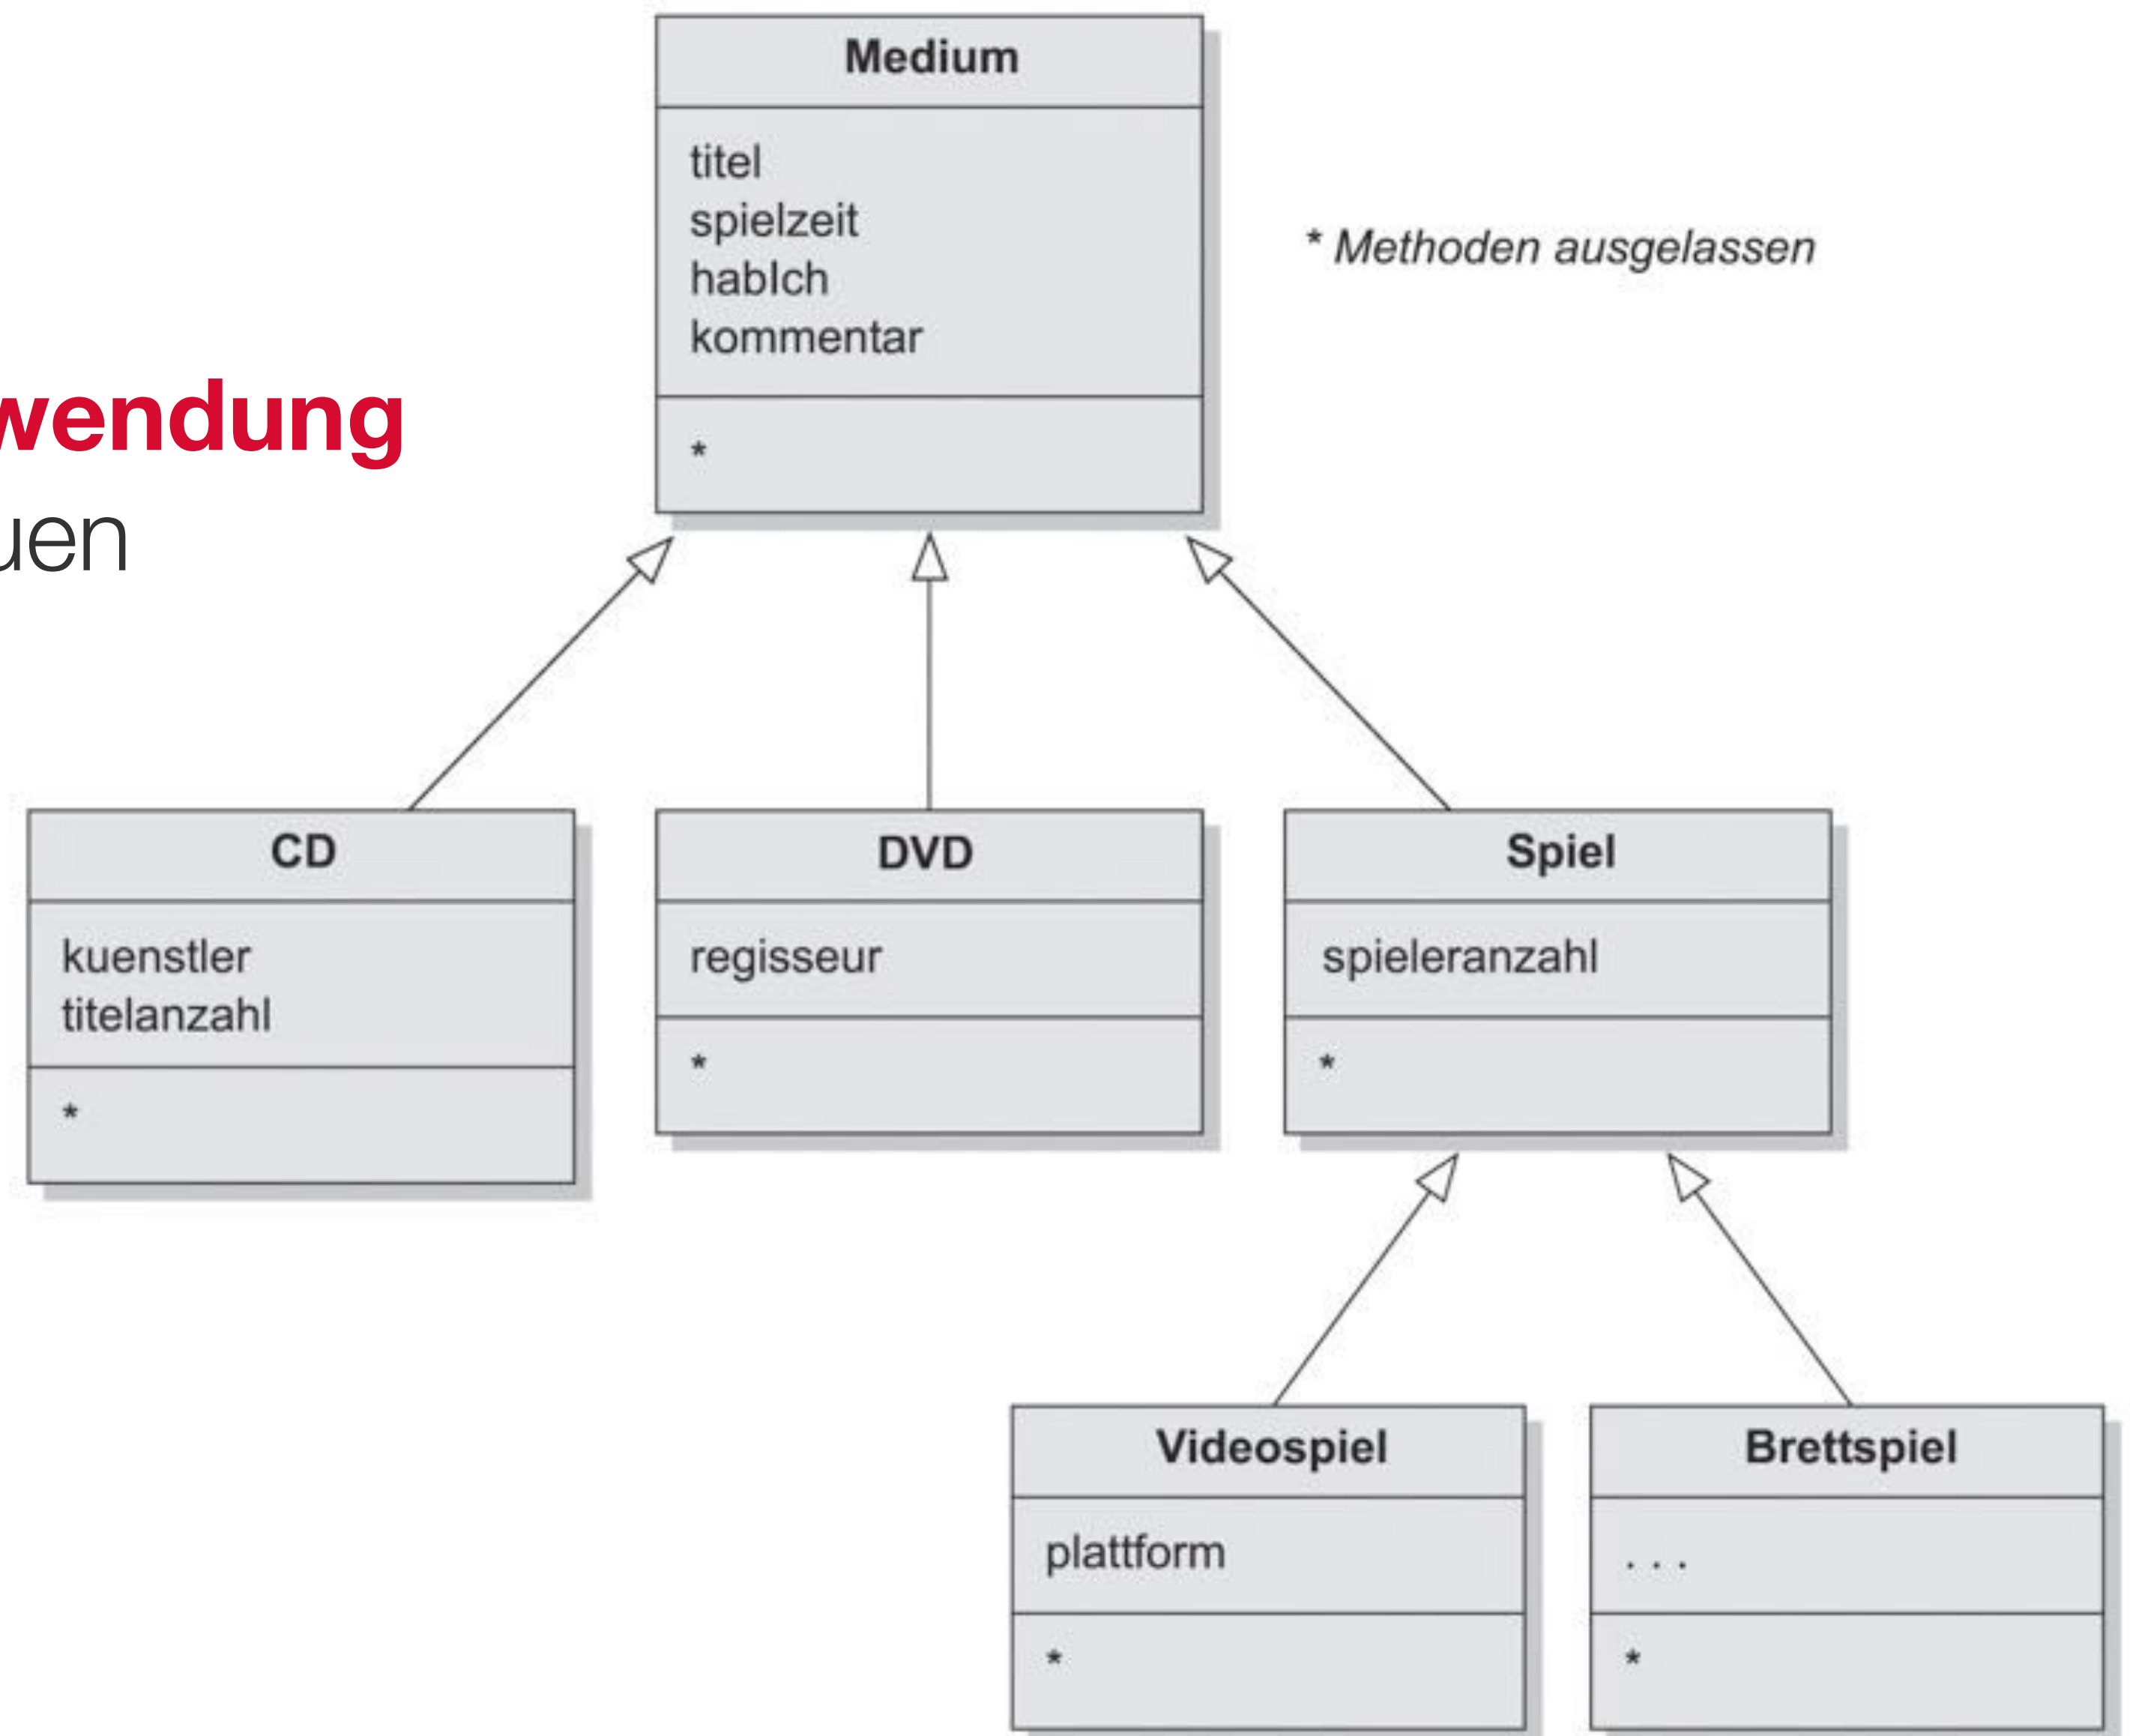 Medium
titel
spielzeit
habIch
kommentar
*
* Methoden ausgelassen
wendung
uen
CD
kuenstler
titelanzahl
*
DVD
regisseur
*
Spiel
spieleranzahl
*
Videospiel
plattform
*
Brettspiel
. . .
*